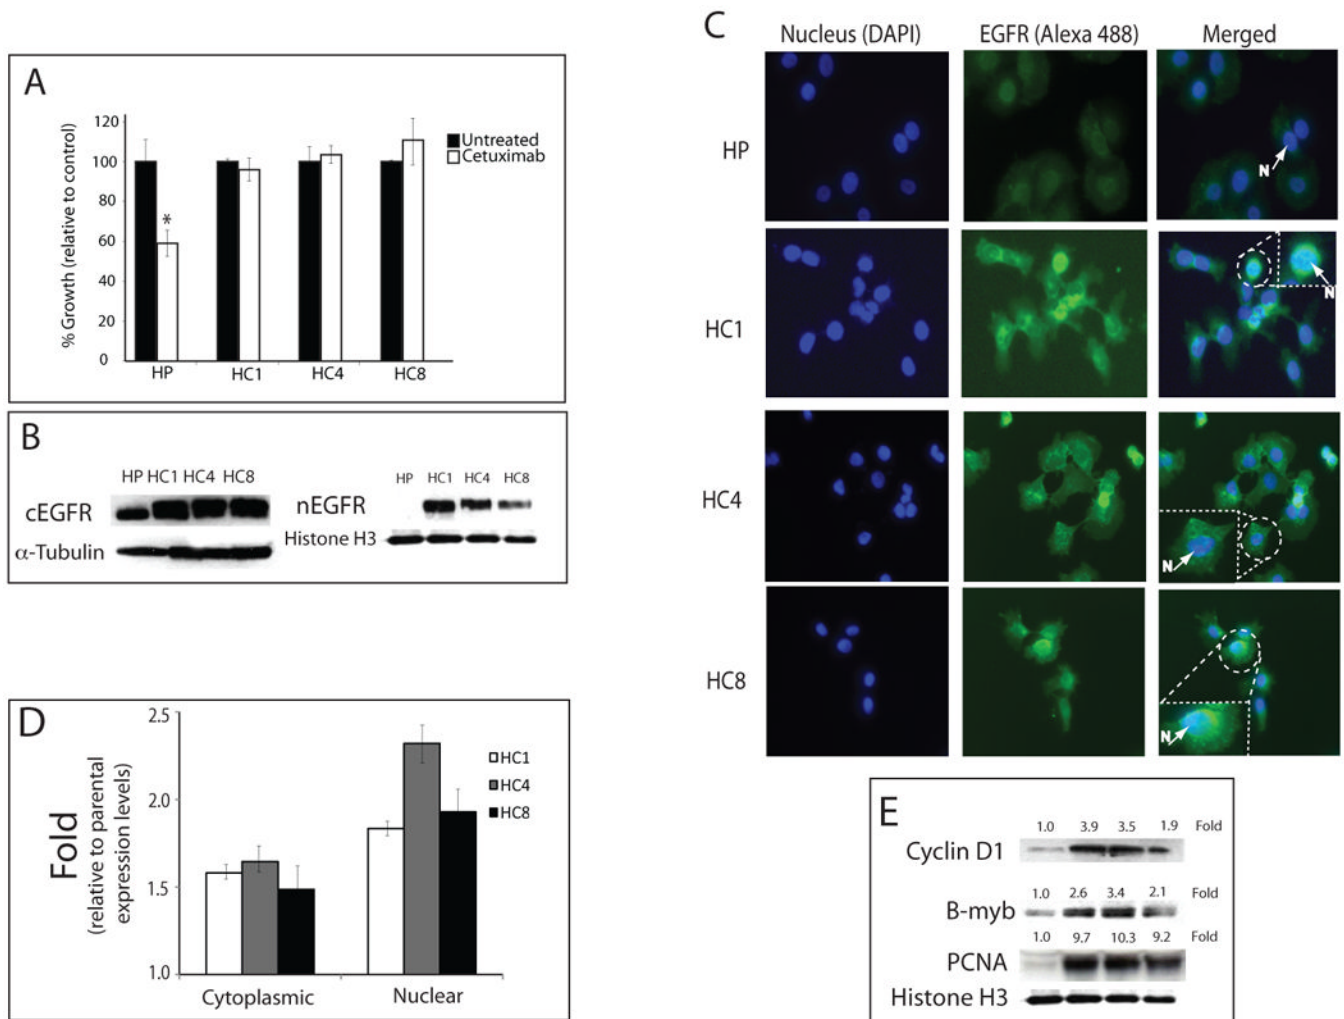 A
120
100
80
60
40
20
0
% Growth (relative to control)
Untreated
Cetuximab
*
HP HC1 HC4 HC8
B
HP HC1 HC4 HC8
cEGFR
α-Tubulin
HP HC1 HC4 HC8
nEGFR
Histone H3
C
Nucleus (DAPI) EGFR (Alexa 488) Merged
HP
N
HC1
N
HC4
N
HC8
N
D
2.5
2.0
1.5
1.0
Fold
(relative to parental
expression levels)
HC1
HC4
HC8
Cytoplasmic Nuclear
E
1.0 3.9 3.5 1.9 Fold
Cyclin D1
1.0 2.6 3.4 2.1 Fold
B-myb
1.0 9.7 10.3 9.2 Fold
PCNA
Histone H3